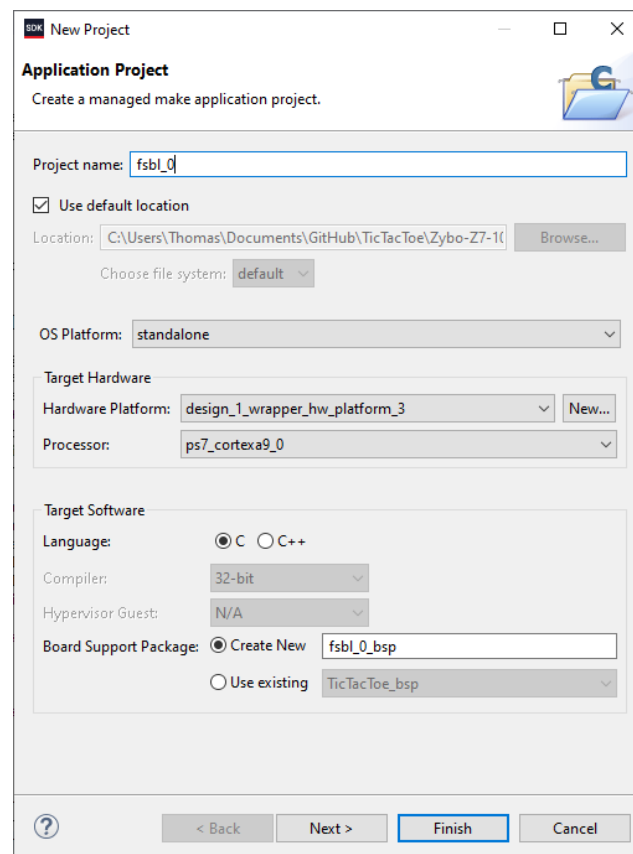 SDK New Project
Application Project
Create a managed make application project.
Project name: fsbl_0
Use default location
Location: C:\Users\Thomas\Documents\GitHub\TicTacToe\Zybo-Z7-1( Browse...
Choose file system: default
OS Platform: standalone
Target Hardware
Hardware Platform: design_1_wrapper_hw_platform_3 New...
Processor: ps7_cortexa9_0
Target Software
Language: C C++
Compiler: 32-bit
Hypervisor Guest: N/A
Board Support Package: Create New fsbl_0_bsp
Use existing TicTacToe_bsp
? < Back Next > Finish Cancel